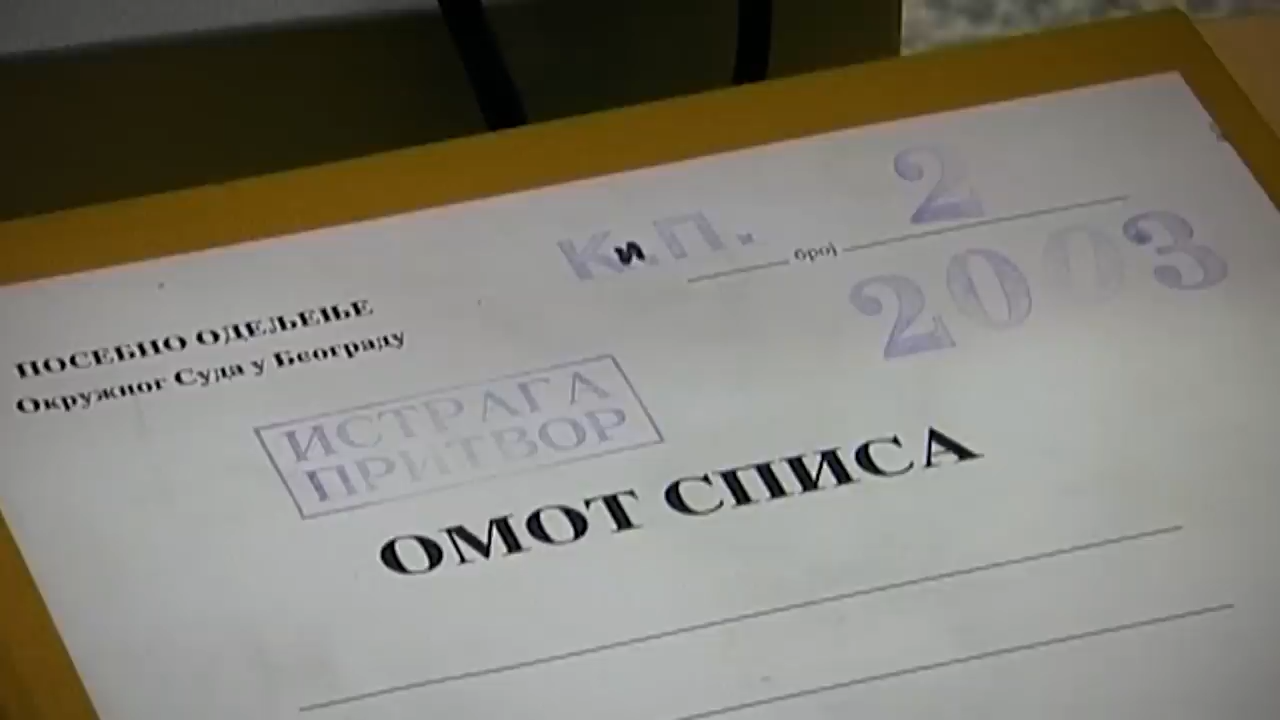 Ки.П. број 2
2003
ПОСЕБНО ОДЕЉЕЊЕ
Окружног Суда у Београду
ИСТРАГА
ПРИТВОР
ОМОТ СПИСА